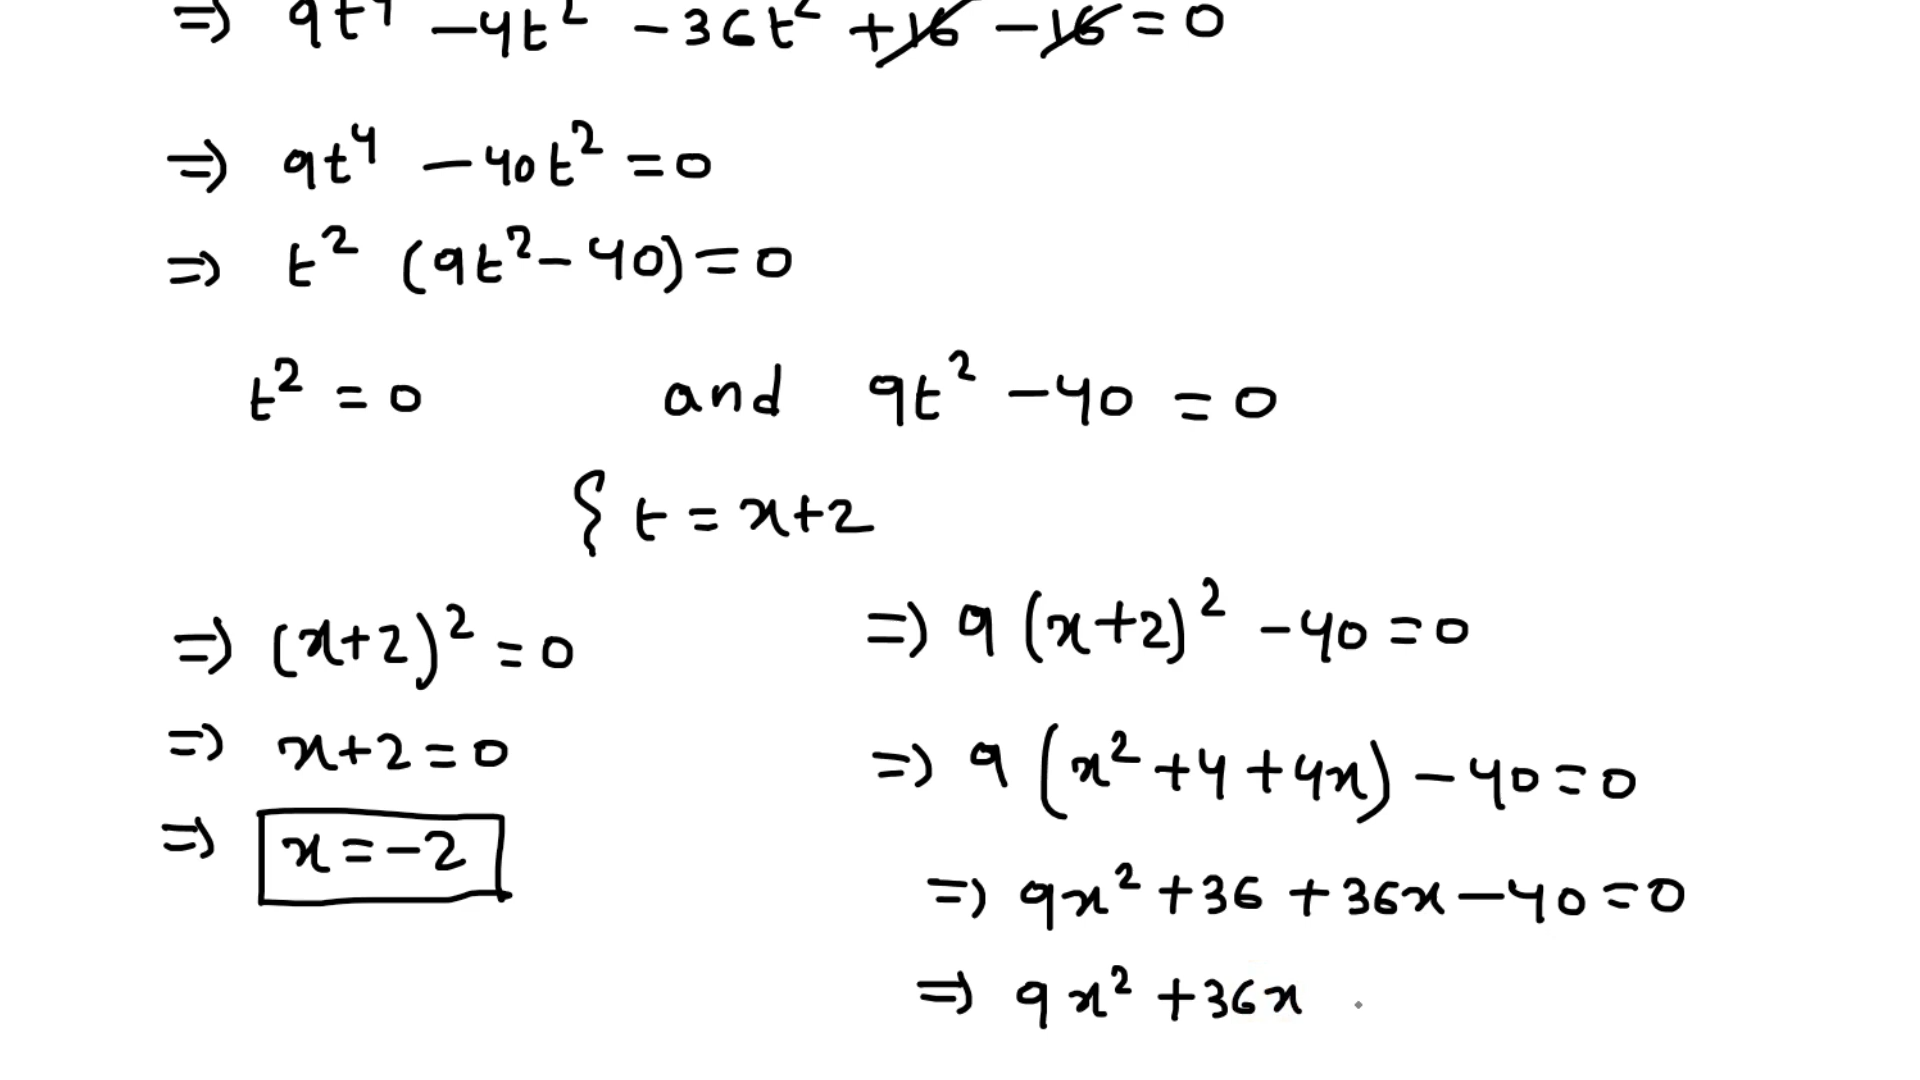 ⇒ 9t⁴ −4t² −36t² +16 −16 = 0
⇒ 9t⁴ −40t² = 0
⇒ t² (9t²−40) = 0
t² = 0 and 9t² −40 = 0
{ t = x+2
⇒ (x+2)² = 0
⇒ x+2 = 0
⇒ x = −2
⇒ 9 (x+2)² −40 = 0
⇒ 9 (x² +4 +4x) −40 = 0
⇒ 9x² +36 +36x −40 = 0
⇒ 9x² +36x